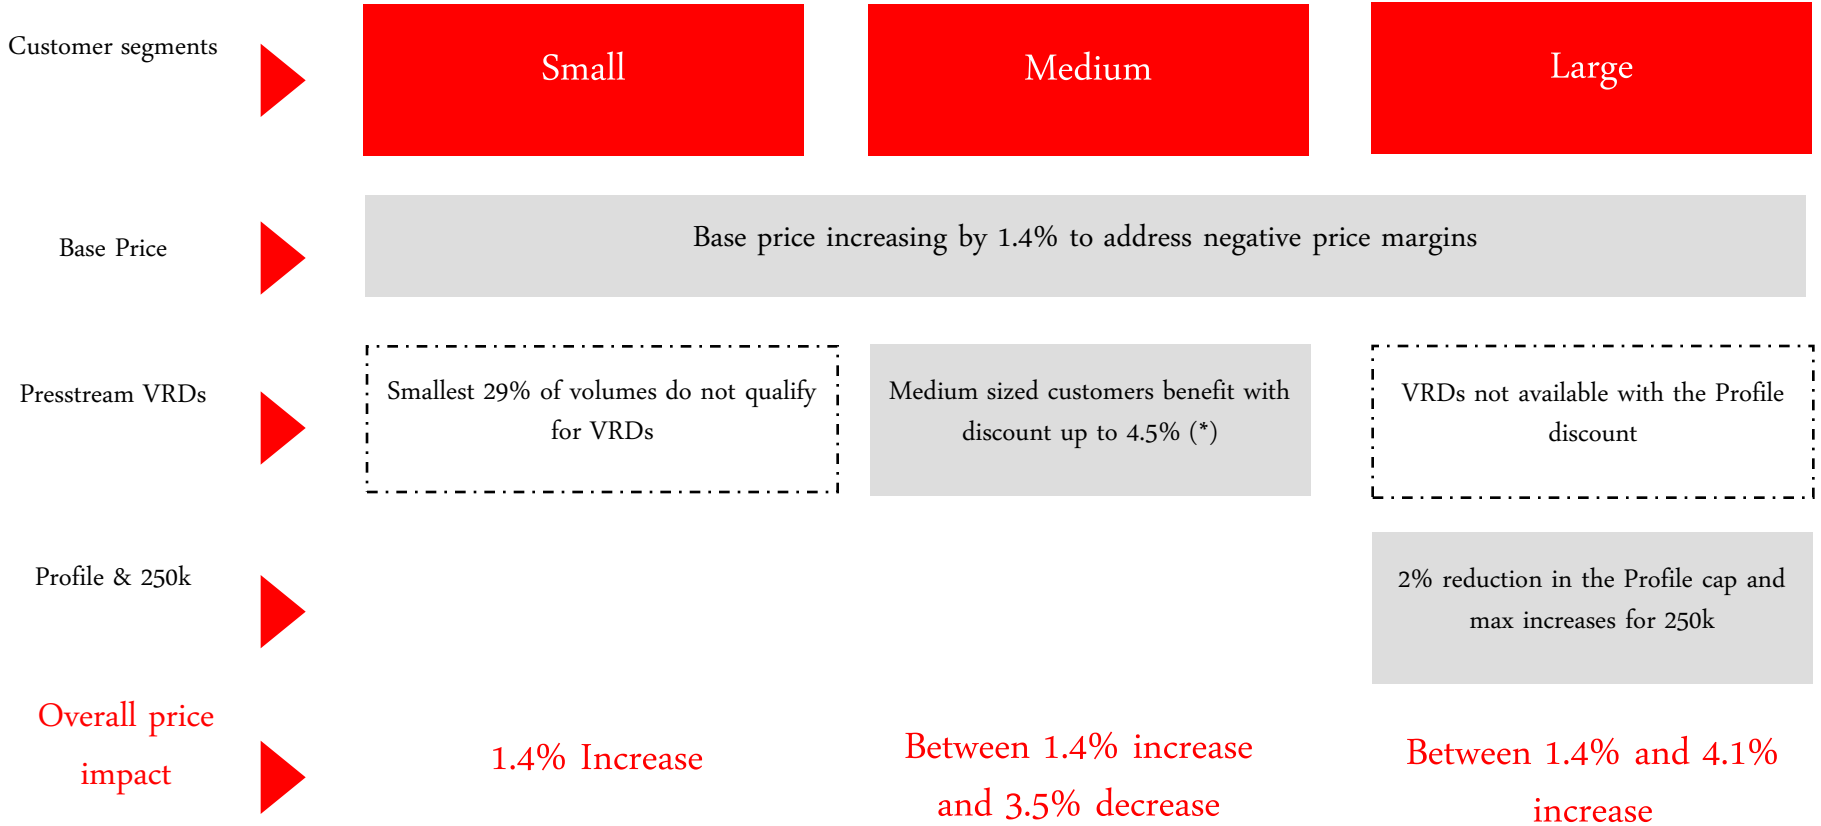 Customer segments
Small
Medium
Large
Base Price
Base price increasing by 1.4% to address negative price margins
Presstream VRDs
Smallest 29% of volumes do not qualify
for VRDs
Medium sized customers benefit with
discount up to 4.5% (*)
VRDs not available with the Profile
discount
Profile & 250k
2% reduction in the Profile cap and
max increases for 250k
Overall price
impact
1.4% Increase
Between 1.4% increase
and 3.5% decrease
Between 1.4% and 4.1%
increase